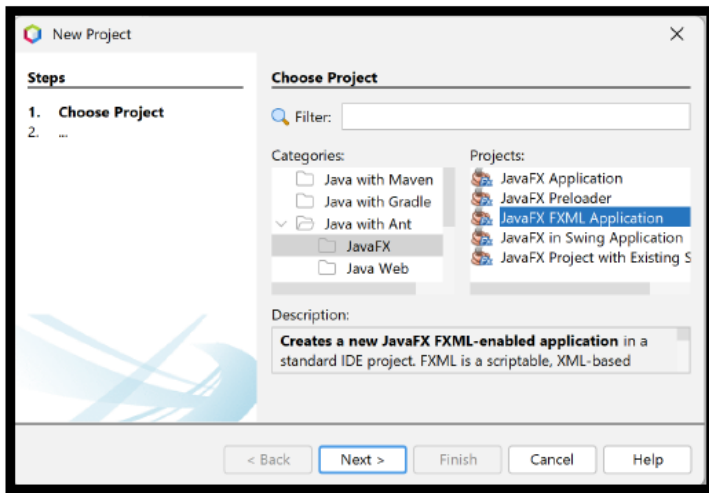 New Project
Steps
1. Choose Project
2. ...
Choose Project
Filter:
Categories:
Java with Maven
Java with Gradle
Java with Ant
JavaFX
Java Web
Projects:
JavaFX Application
JavaFX Preloader
JavaFX FXML Application
JavaFX in Swing Application
JavaFX Project with Existing S
Description:
Creates a new JavaFX FXML-enabled application in a
standard IDE project. FXML is a scriptable, XML-based
< Back Next > Finish Cancel Help